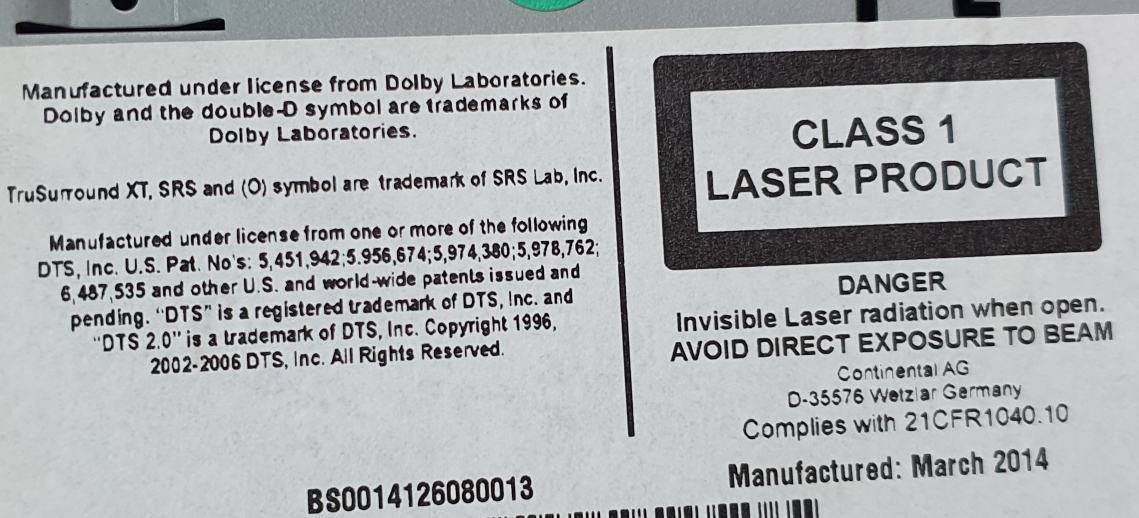 Manufactured under license from Dolby Laboratories.
Dolby and the double-D symbol are trademarks of
Dolby Laboratories.
TruSurround XT, SRS and (O) symbol are trademark of SRS Lab, Inc.
Manufactured under license from one or more of the following
DTS, Inc. U.S. Pat. No's: 5,451,942;5.956,674;5,974,380;5,978,762;
6,487,535 and other U.S. and world-wide patents issued and
pending. "DTS" is a registered trademark of DTS, Inc. and
"DTS 2.0" is a trademark of DTS, Inc. Copyright 1996,
2002-2006 DTS, Inc. All Rights Reserved.
BS0014126080013
CLASS 1
LASER PRODUCT
DANGER
Invisible Laser radiation when open.
AVOID DIRECT EXPOSURE TO BEAM
Continental AG
D-35576 Wetzlar Germany
Complies with 21CFR1040.10
Manufactured: March 2014